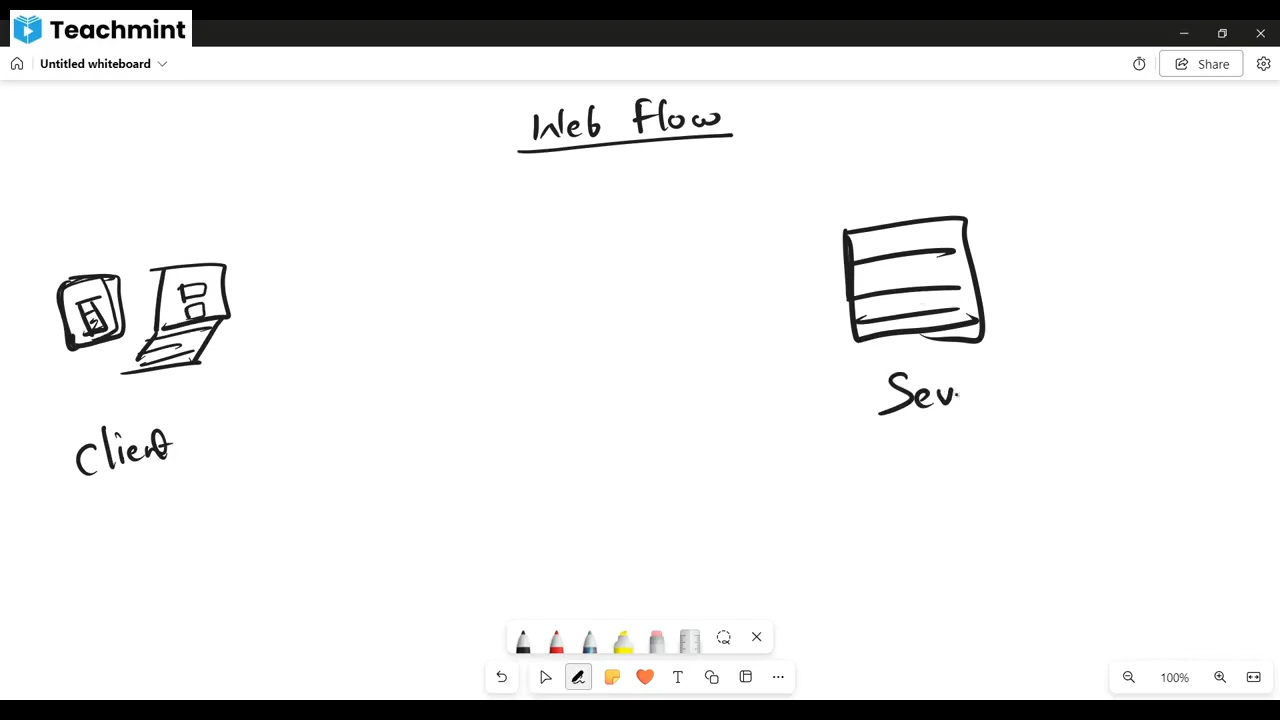 Teachmint
Untitled whiteboard
Share
Web Flow
Client
Sev
100%